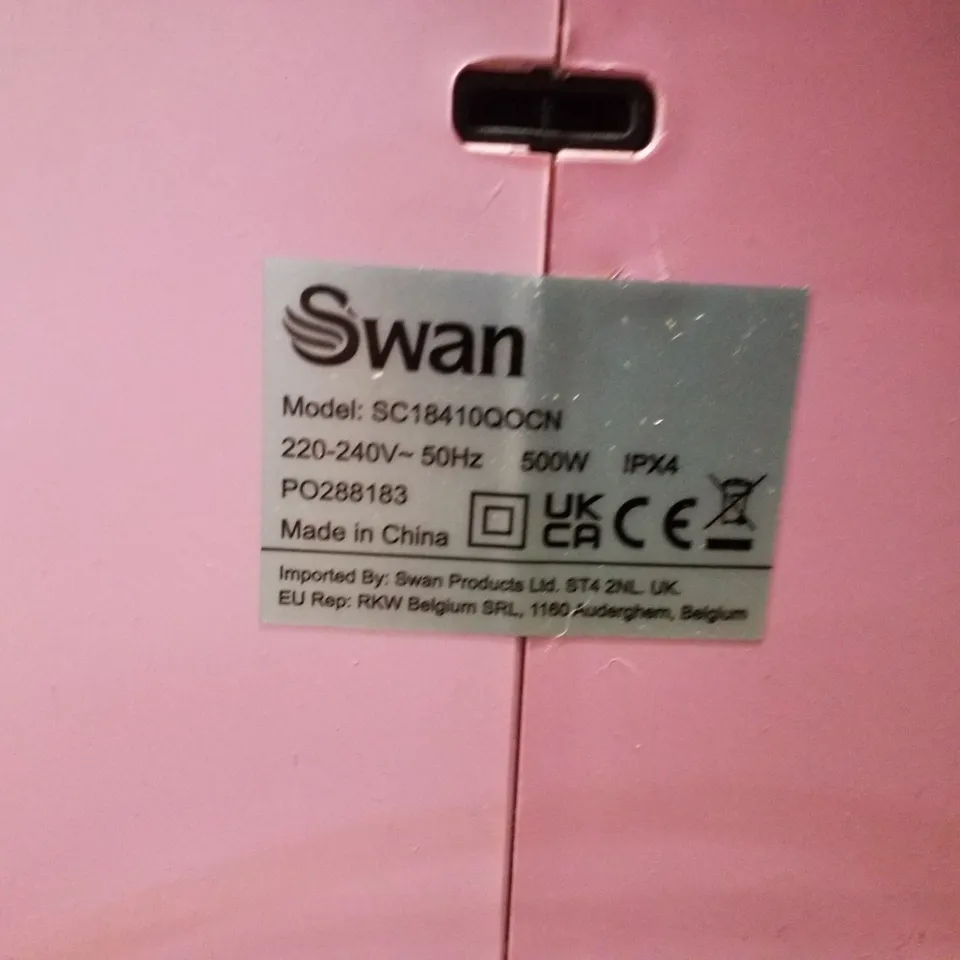 Swan
Model: SC18410QOCN
220-240V~ 50Hz 500W IPX4
PO288183
Made in China
UK
CA CE
Imported By: Swan Products Ltd. ST4 2NL. UK.
EU Rep: RKW Belgium SRL, 1160 Auderghem, Belgium